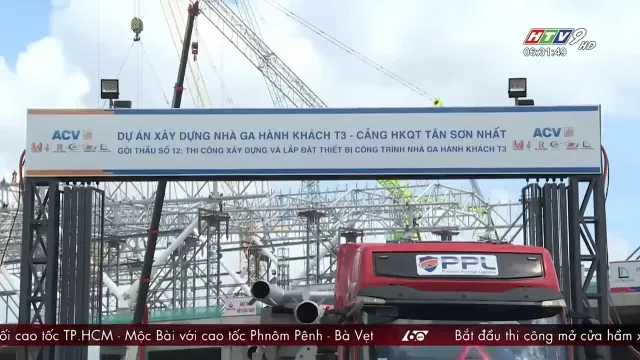 HTV9 HD
06:31:49
ACV
DỰ ÁN XÂY DỰNG NHÀ GA HÀNH KHÁCH T3 - CẢNG HKQT TÂN SƠN NHẤT
ACV
GÓI THẦU SỐ 12: THI CÔNG XÂY DỰNG VÀ LẮP ĐẶT THIẾT BỊ CÔNG TRÌNH NHÀ GA HÀNH KHÁCH T3
PPL
ối cao tốc TP.HCM - Mộc Bài với cao tốc Phnôm Pênh - Bà Vẹt
60
Bắt đầu thi công mở cửa hầm x